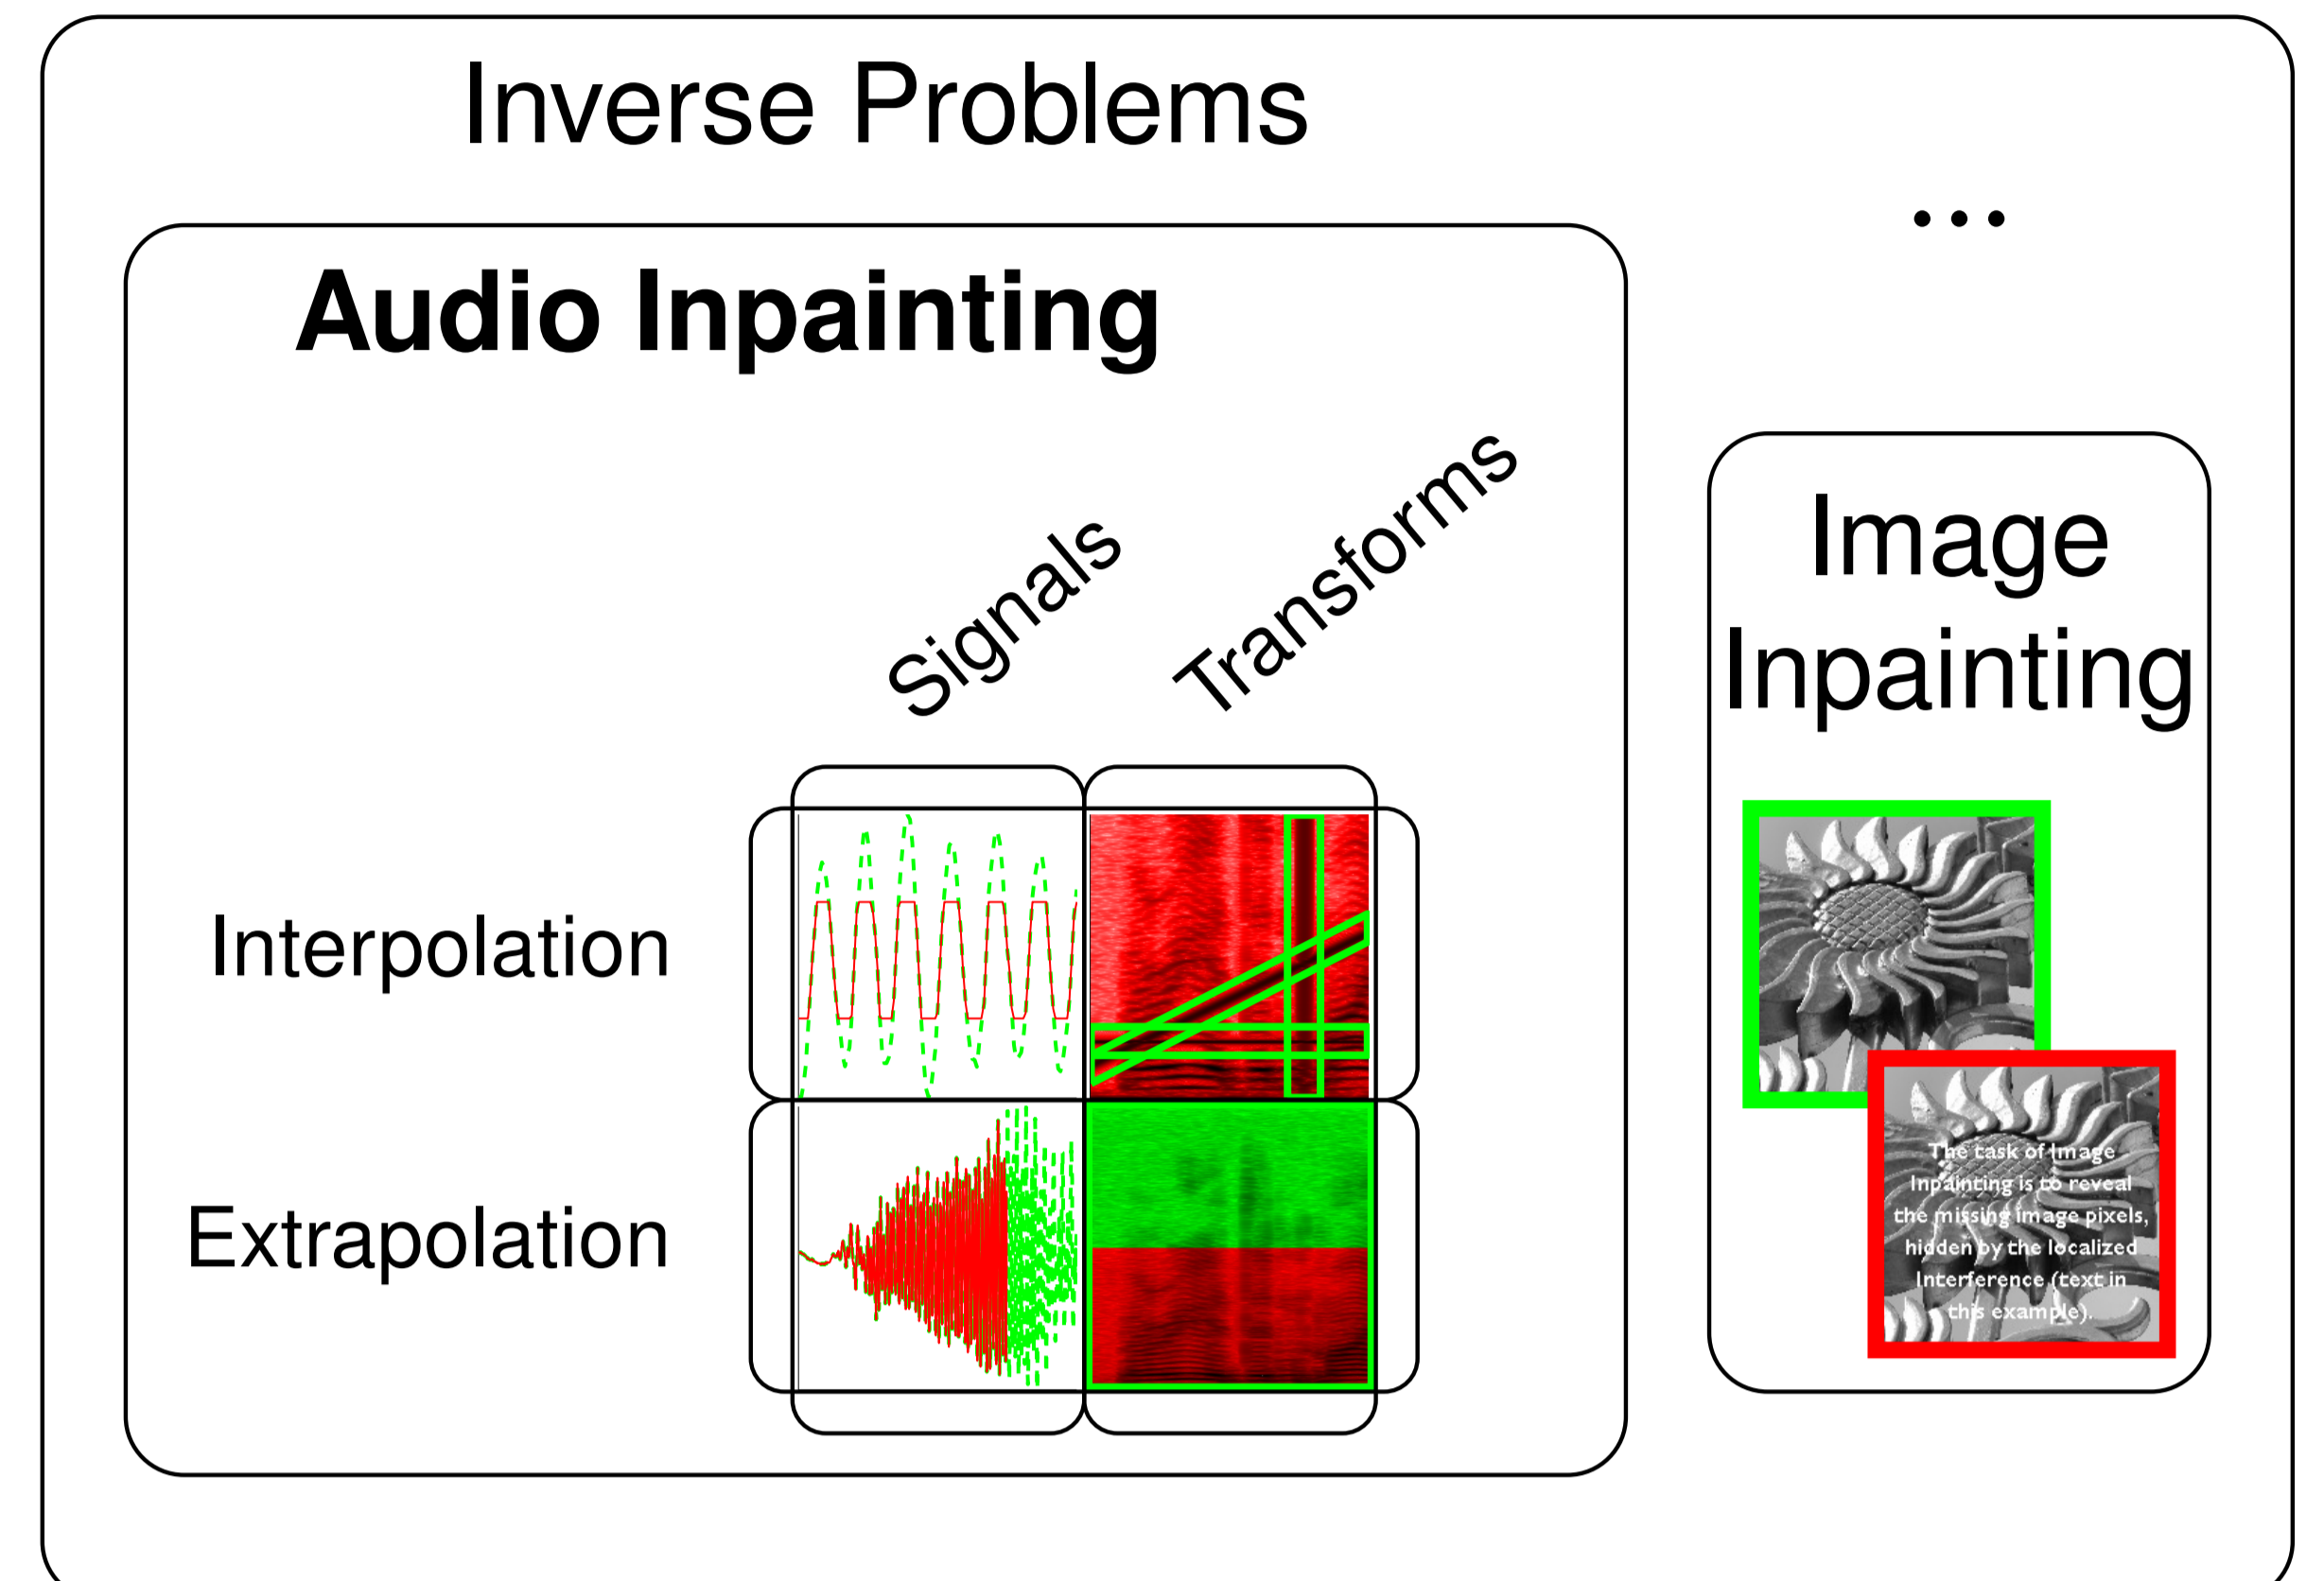 Inverse Problems
...
Audio Inpainting
Signals
Transforms
Interpolation
Extrapolation
Image
Inpainting
The task of Image
Inpainting is to reveal
the missing image pixels,
hidden by the localized
Interference (text in
this example).